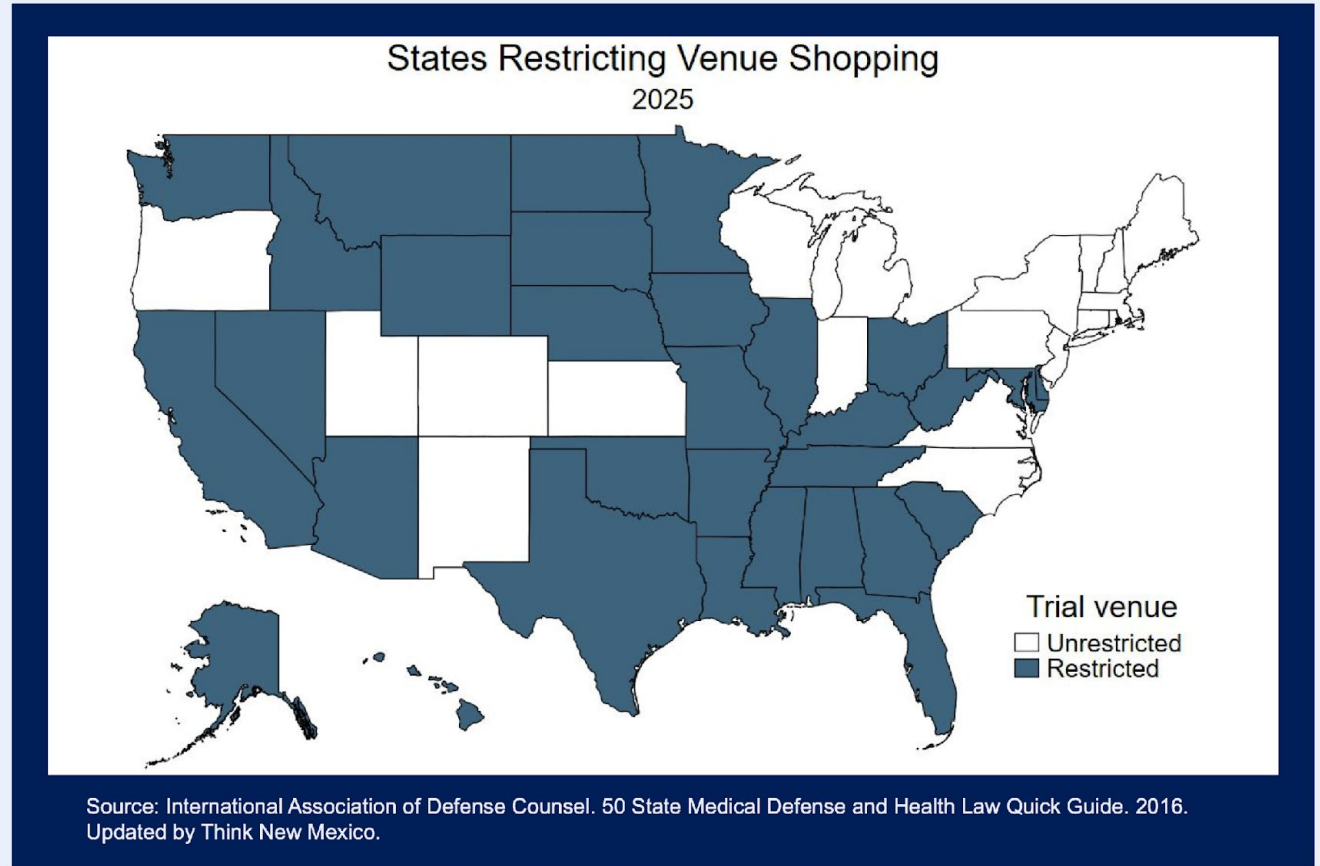 States Restricting Venue Shopping
2025
Trial venue
Unrestricted
Restricted
Source: International Association of Defense Counsel. 50 State Medical Defense and Health Law Quick Guide. 2016.
Updated by Think New Mexico.